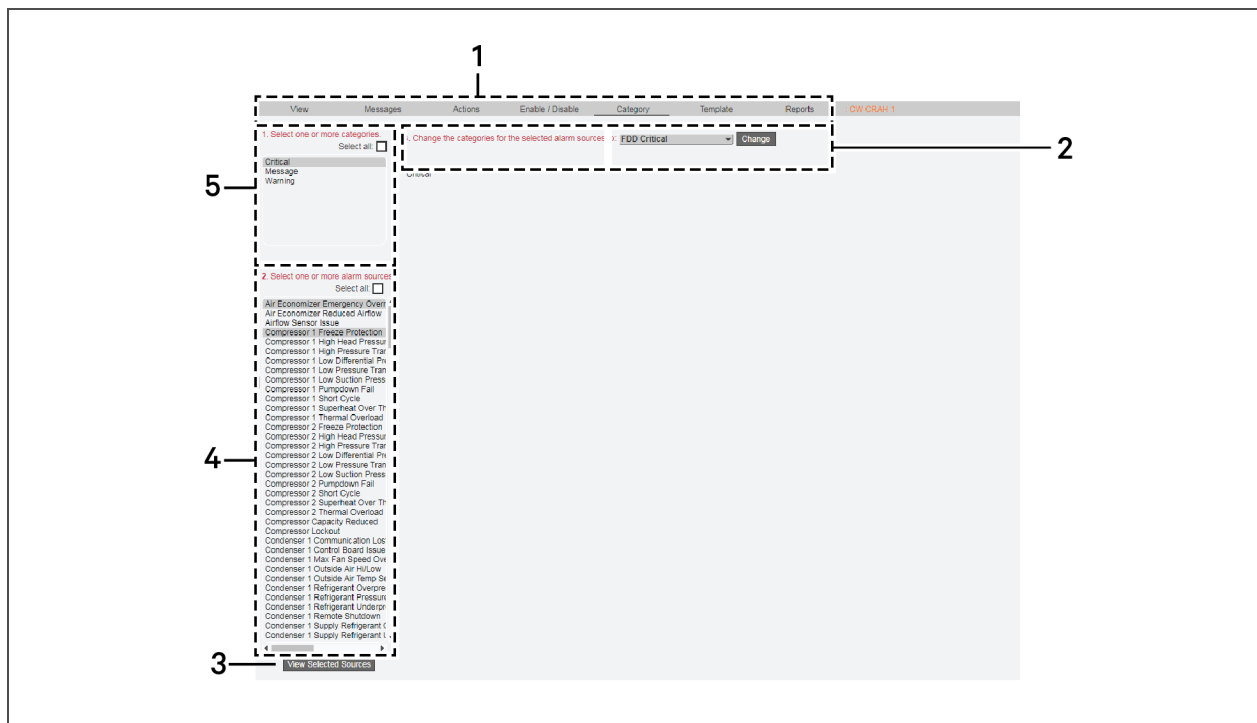 1
View Messages Actions Enable / Disable Category Template Reports CW CRAH 1
1. Select one or more categories.
Select all:
. Change the categories for the selected alarm sources
FDD Critical Change
2
Critical
Message
Warning
5
Critical
2. Select one or more alarm sources
Select all:
Air Economizer Emergency Overr
Air Economizer Reduced Airflow
Airflow Sensor Issue
Compressor 1 Freeze Protection
Compressor 1 High Head Pressur
Compressor 1 High Pressure Tran
Compressor 1 Low Differential Pre
Compressor 1 Low Pressure Tran
Compressor 1 Low Suction Press
Compressor 1 Pumpdown Fail
Compressor 1 Short Cycle
Compressor 1 Superheat Over Th
Compressor 1 Thermal Overload
Compressor 2 Freeze Protection
Compressor 2 High Head Pressur
Compressor 2 High Pressure Tran
Compressor 2 Low Differential Pre
Compressor 2 Low Pressure Tran
Compressor 2 Low Suction Press
Compressor 2 Pumpdown Fail
Compressor 2 Short Cycle
Compressor 2 Superheat Over Th
Compressor 2 Thermal Overload
Compressor Capacity Reduced
Compressor Lockout
Condenser 1 Communication Los
Condenser 1 Control Board Issue
Condenser 1 Max Fan Speed Ove
Condenser 1 Outside Air Hi/Low
Condenser 1 Outside Air Temp Se
Condenser 1 Refrigerant Overpre
Condenser 1 Refrigerant Pressure
Condenser 1 Refrigerant Underpr
Condenser 1 Remote Shutdown
Condenser 1 Supply Refrigerant
Condenser 1 Supply Refrigerant
4
3
View Selected Sources